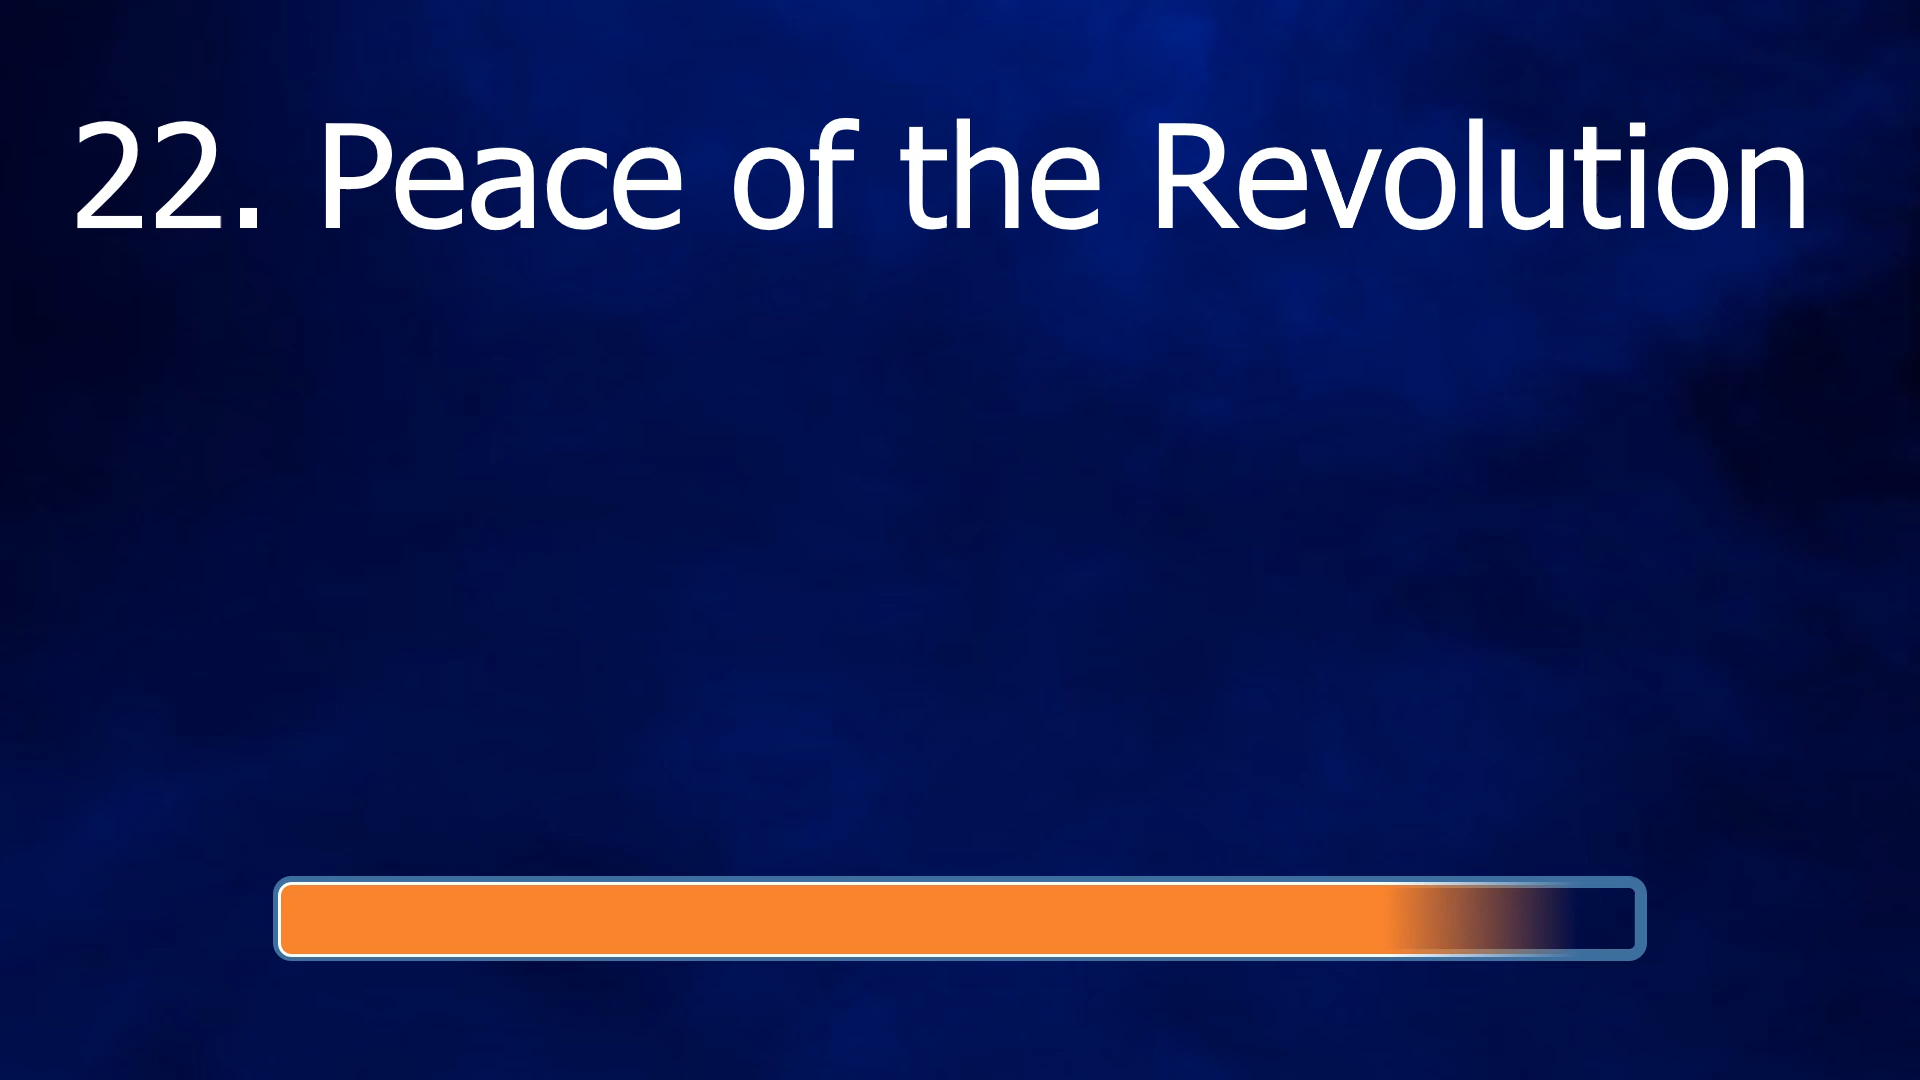 22. Peace of the Revolution